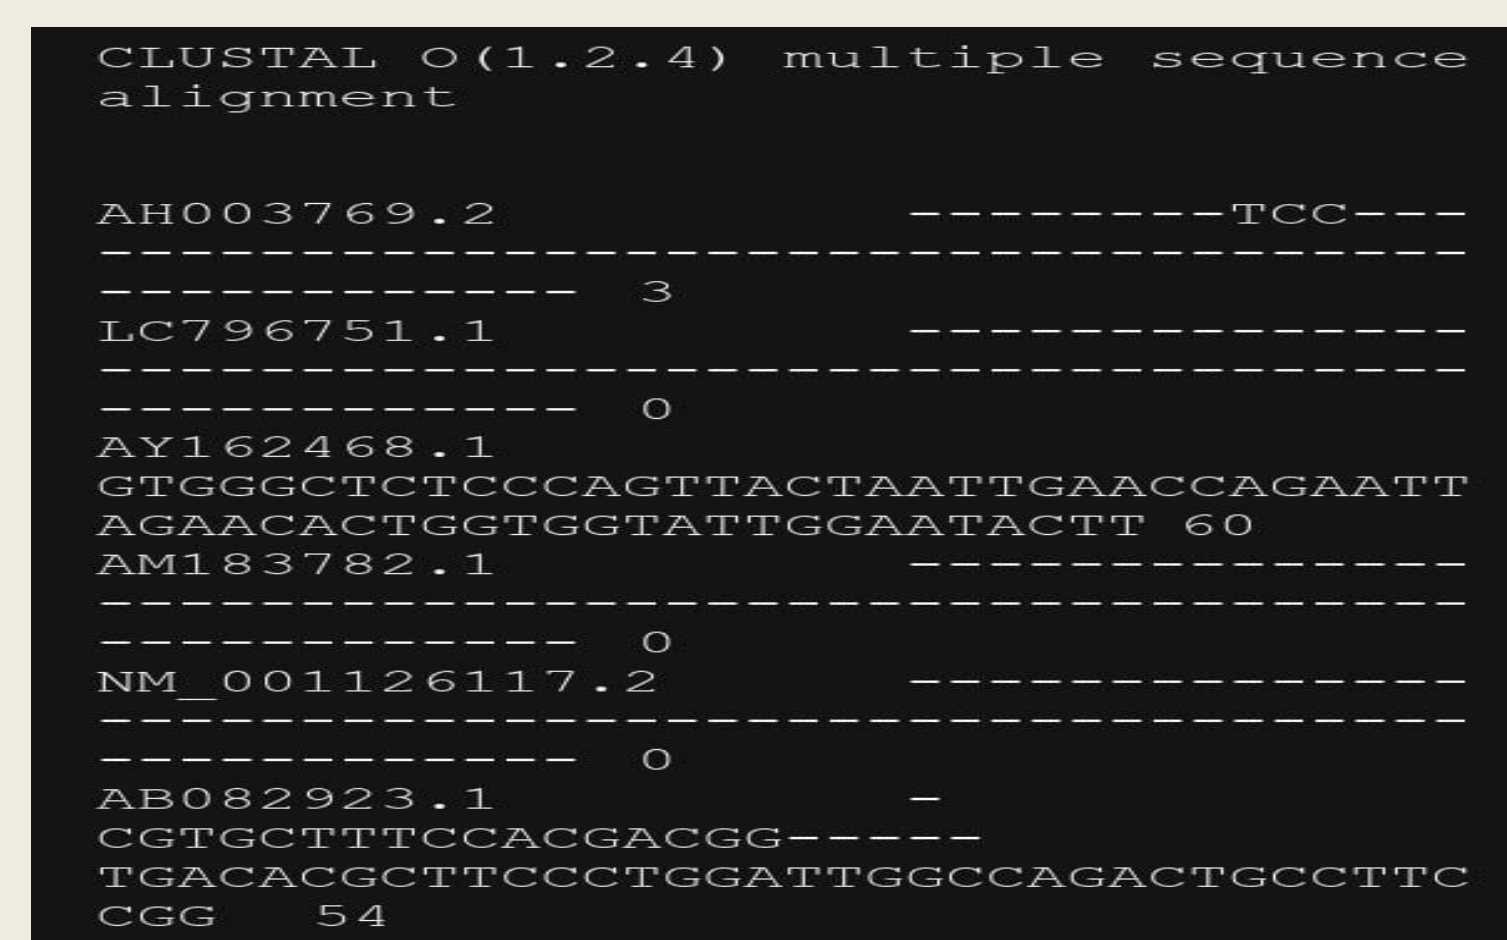 CLUSTAL O(1.2.4) multiple sequence
alignment
AH003769.2 --------TCC---
----------------------------------
------------ 3
LC796751.1 --------------
----------------------------------
------------ 0
AY162468.1
GTGGGCTCTCCCAGTTACTAATTGAACCAGAATT
AGAACACTGGTGGTATTGGAATACTT 60
AM183782.1 --------------
----------------------------------
------------ 0
NM_001126117.2 --------------
----------------------------------
------------ 0
AB082923.1 -
CGTGCTTTCCACGACGG-----
TGACACGCTTCCCTGGATTGGCCAGACTGCCTTC
CGG 54